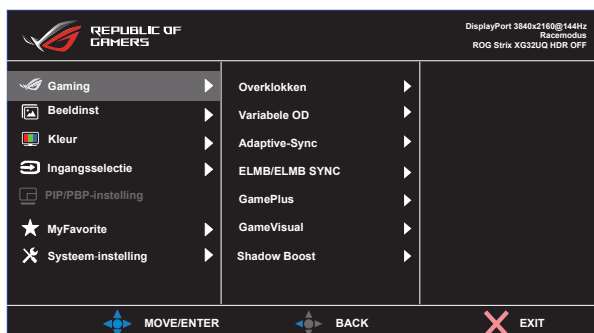 REPUBLIC OF
GAMERS
DisplayPort 3840x2160@144Hz
Racemodus
ROG Strix XG32UQ HDR OFF
Gaming
Beeldinst
Kleur
Ingangsselectie
PIP/PBP-instelling
MyFavorite
Systeem-instelling
Overklokken
Variabele OD
Adaptive-Sync
ELMB/ELMB SYNC
GamePlus
GameVisual
Shadow Boost
MOVE/ENTER
BACK
EXIT